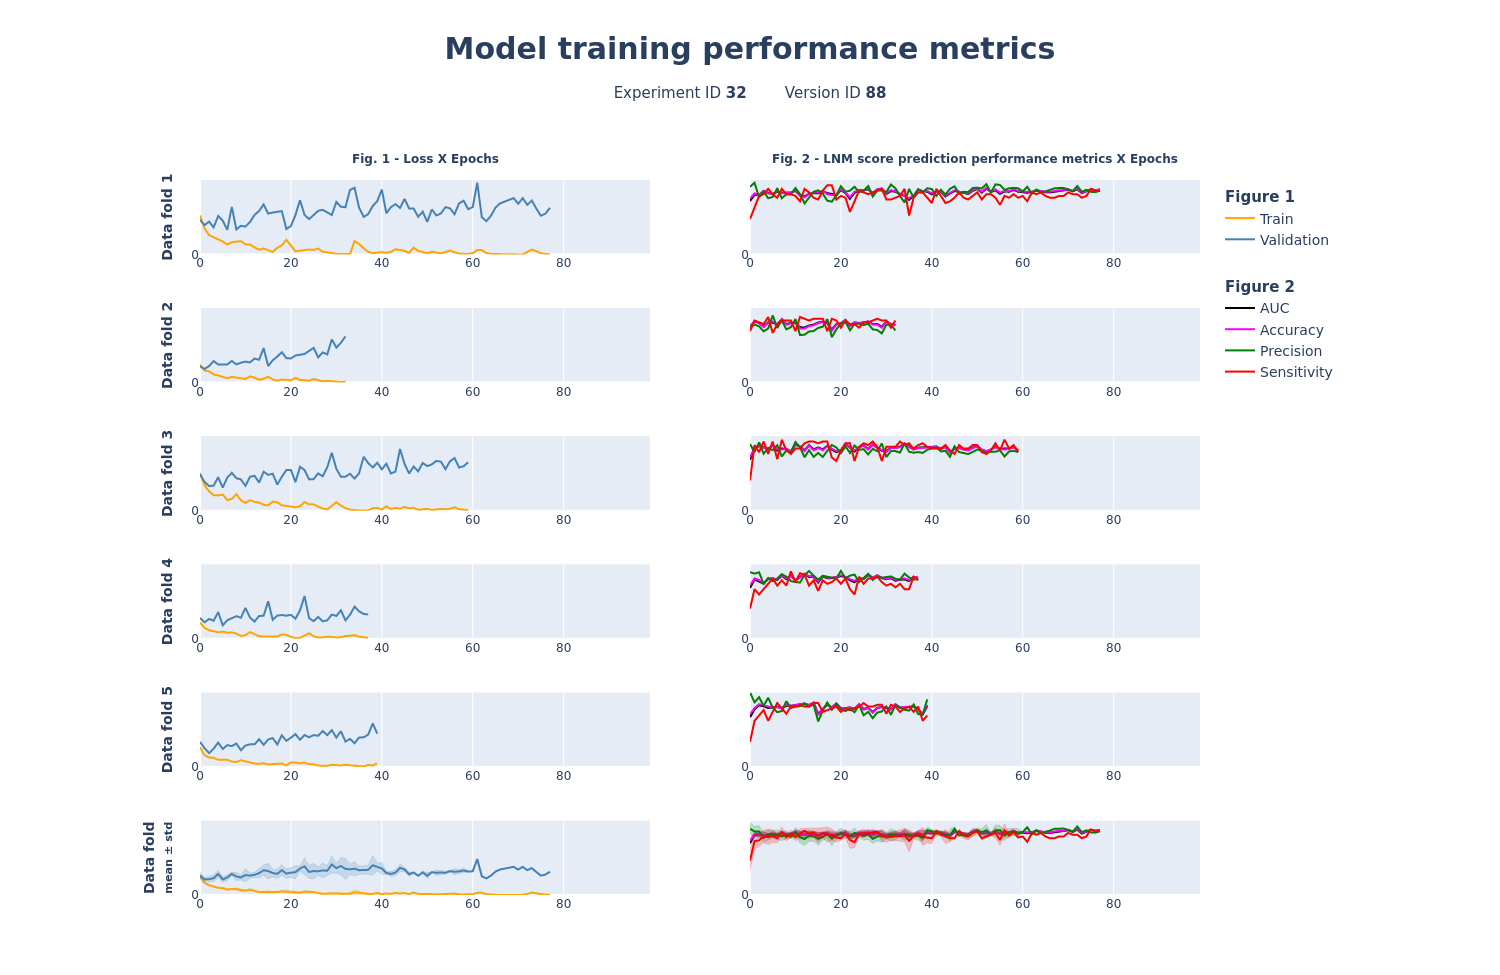 Model training performance metrics
Experiment ID 32 Version ID 88
Fig. 1 - Loss X Epochs
Fig. 2 - LNM score prediction performance metrics X Epochs
Data fold 1
0
0 20 40 60 80
0
0 20 40 60 80
Figure 1
Train
Validation
Figure 2
AUC
Accuracy
Precision
Sensitivity
Data fold 2
0
0 20 40 60 80
0
0 20 40 60 80
Data fold 3
0
0 20 40 60 80
0
0 20 40 60 80
Data fold 4
0
0 20 40 60 80
0
0 20 40 60 80
Data fold 5
0
0 20 40 60 80
0
0 20 40 60 80
Data fold
mean ± std
0
0 20 40 60 80
0
0 20 40 60 80